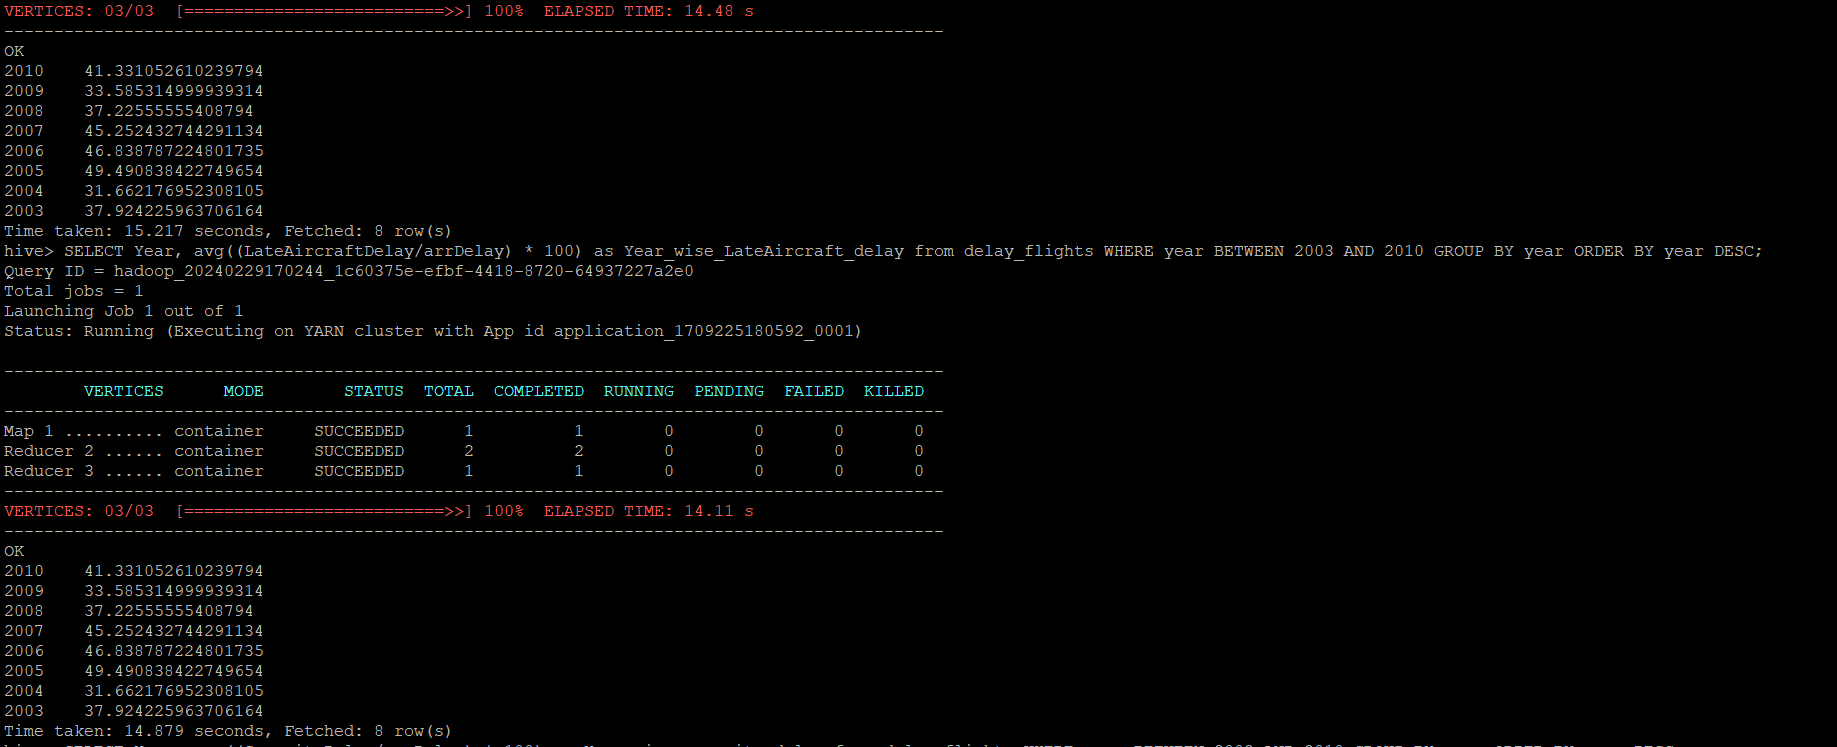 VERTICES: 03/03  [==========================>>] 100%  ELAPSED TIME: 14.48 s
----------------------------------------------------------------------------------------------
OK
2010    41.331052610239794
2009    33.585314999939314
2008    37.22555555408794
2007    45.252432744291134
2006    46.838787224801735
2005    49.490838422749654
2004    31.662176952308105
2003    37.924225963706164
Time taken: 15.217 seconds, Fetched: 8 row(s)
hive> SELECT Year, avg((LateAircraftDelay/arrDelay) * 100) as Year_wise_LateAircraft_delay from delay_flights WHERE year BETWEEN 2003 AND 2010 GROUP BY year ORDER BY year DESC;
Query ID = hadoop_20240229170244_1c60375e-efbf-4418-8720-64937227a2e0
Total jobs = 1
Launching Job 1 out of 1
Status: Running (Executing on YARN cluster with App id application_1709225180592_0001)
----------------------------------------------------------------------------------------------
        VERTICES      MODE        STATUS  TOTAL  COMPLETED  RUNNING  PENDING  FAILED  KILLED
----------------------------------------------------------------------------------------------
Map 1 .......... container     SUCCEEDED      1          1        0        0       0       0
Reducer 2 ...... container     SUCCEEDED      2          2        0        0       0       0
Reducer 3 ...... container     SUCCEEDED      1          1        0        0       0       0
----------------------------------------------------------------------------------------------
VERTICES: 03/03  [==========================>>] 100%  ELAPSED TIME: 14.11 s
----------------------------------------------------------------------------------------------
OK
2010    41.331052610239794
2009    33.585314999939314
2008    37.22555555408794
2007    45.252432744291134
2006    46.838787224801735
2005    49.490838422749654
2004    31.662176952308105
2003    37.924225963706164
Time taken: 14.879 seconds, Fetched: 8 row(s)